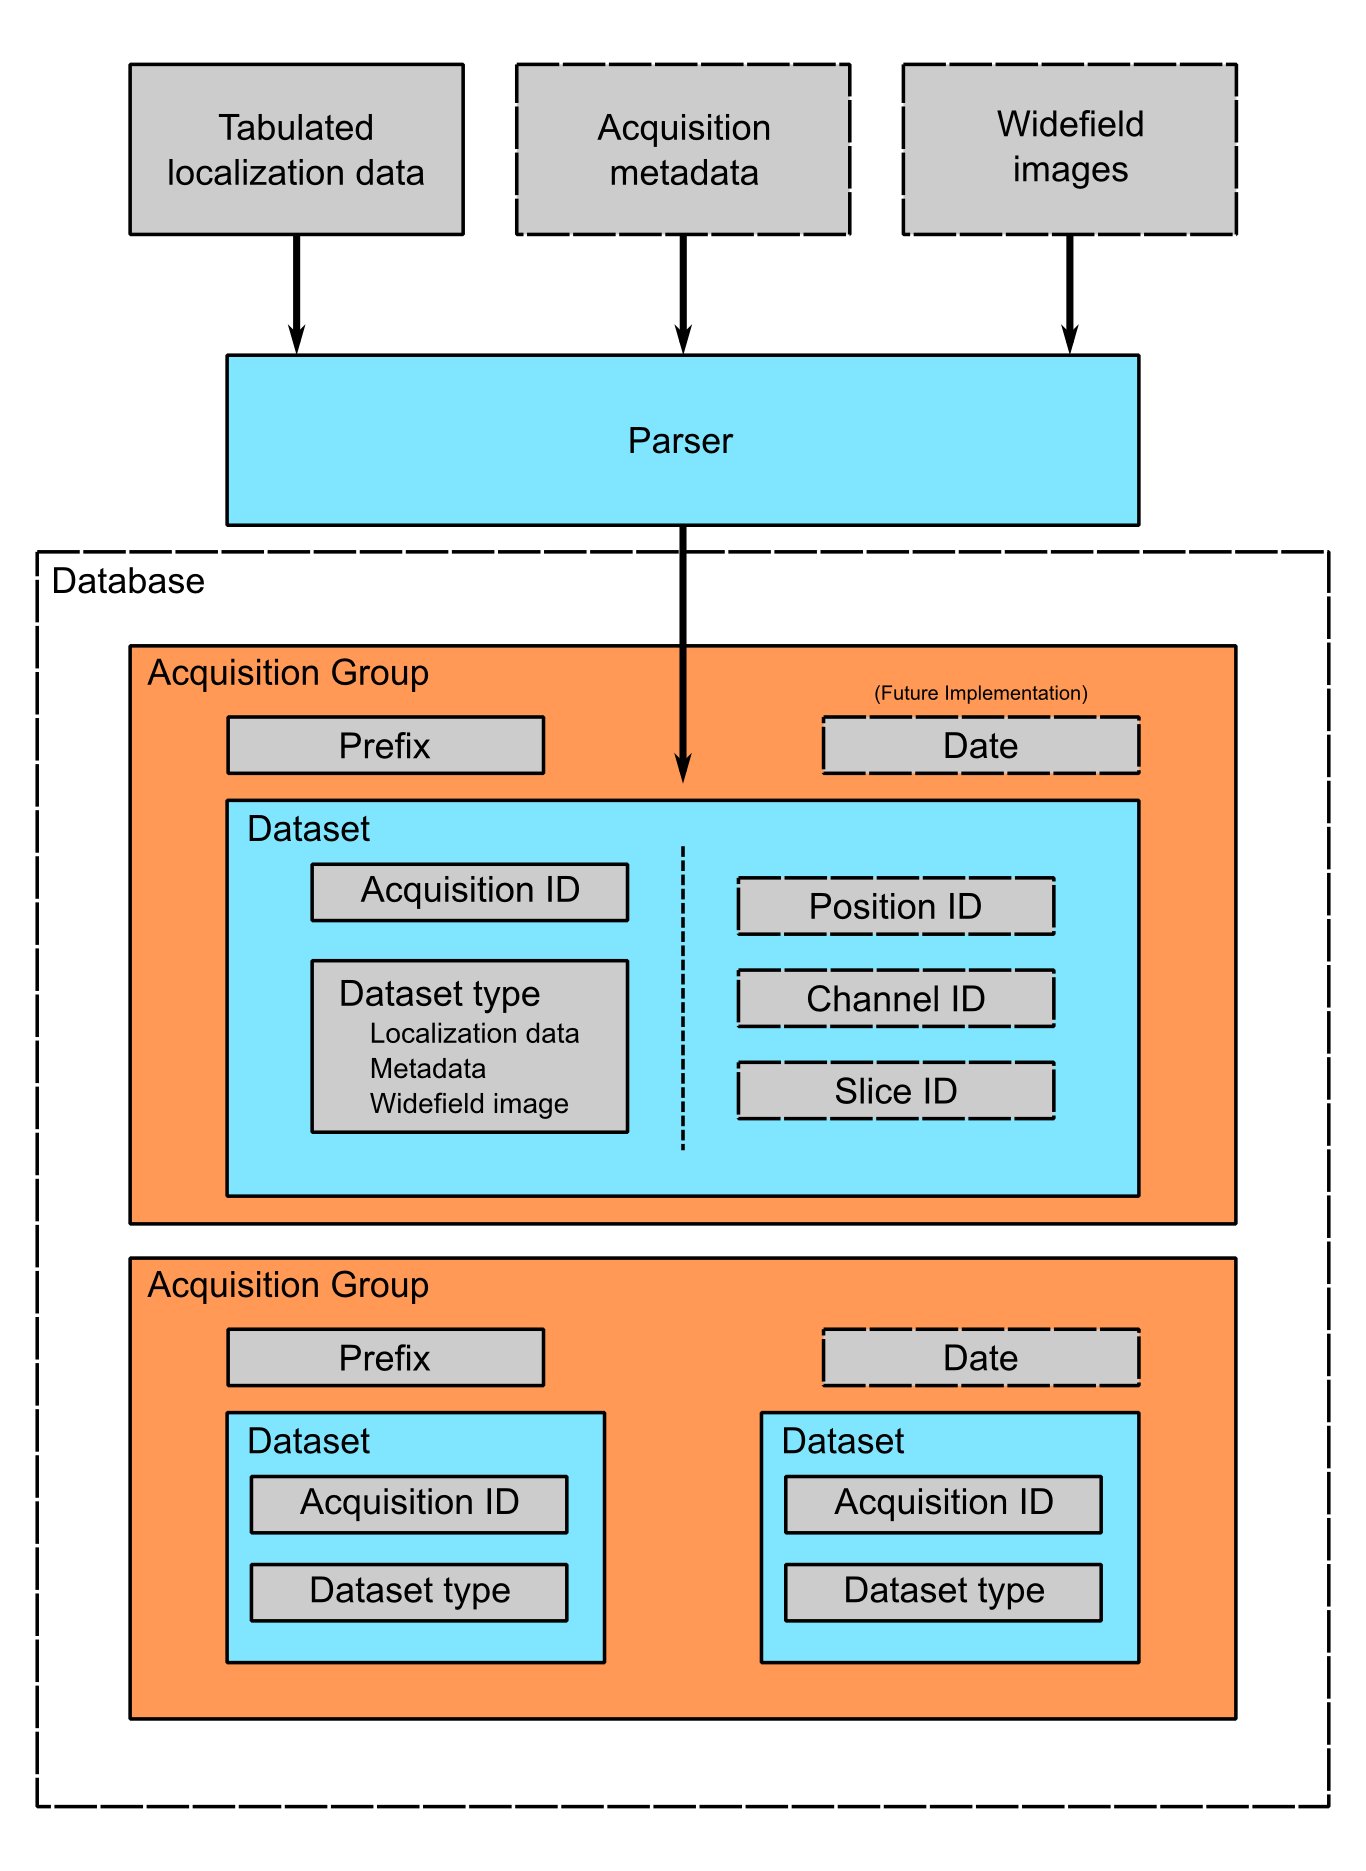 Tabulated
localization data
Acquisition
metadata
Widefield
images
Parser
Database
Acquisition Group
(Future Implementation)
Prefix
Date
Dataset
Acquisition ID
Dataset type
Localization data
Metadata
Widefield image
Position ID
Channel ID
Slice ID
Acquisition Group
Prefix
Date
Dataset
Acquisition ID
Dataset type
Dataset
Acquisition ID
Dataset type